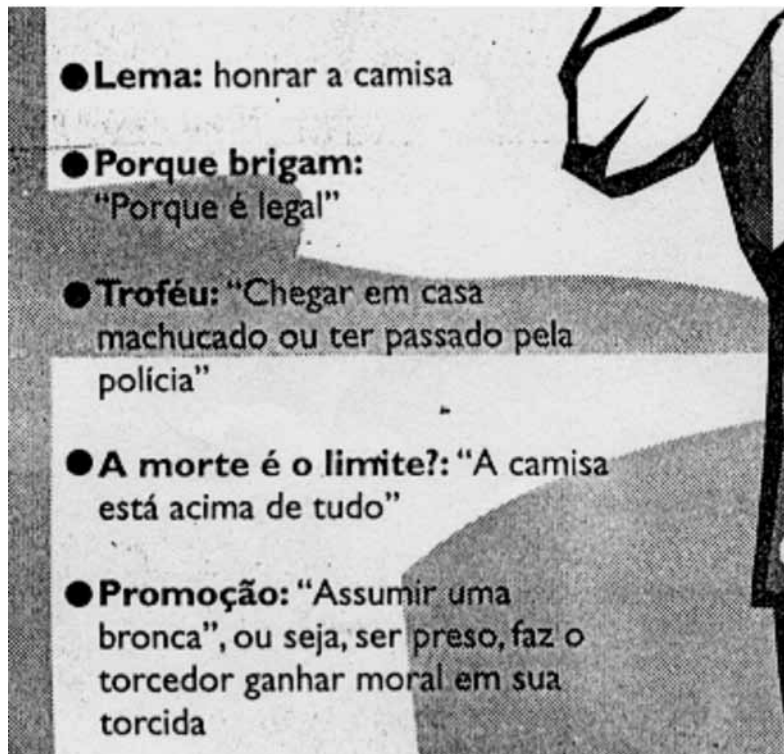 ● Lema: honrar a camisa
● Porque brigam:
“Porque é legal”
● Troféu: “Chegar em casa
machucado ou ter passado pela
polícia”
● A morte é o limite?: “A camisa
está acima de tudo”
● Promoção: “Assumir uma
bronca”, ou seja, ser preso, faz o
torcedor ganhar moral em sua
torcida